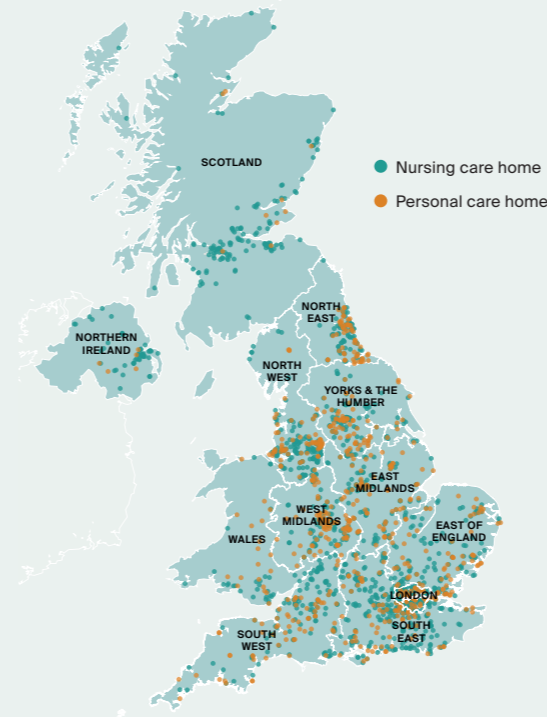 SCOTLAND
Nursing care home
Personal care home
NORTH
EAST
NORTHERN
IRELAND
NORTH
WEST
YORKS & THE
HUMBER
EAST
MIDLANDS
WEST
MIDLANDS
EAST OF
ENGLAND
WALES
LONDON
SOUTH
EAST
SOUTH
WEST